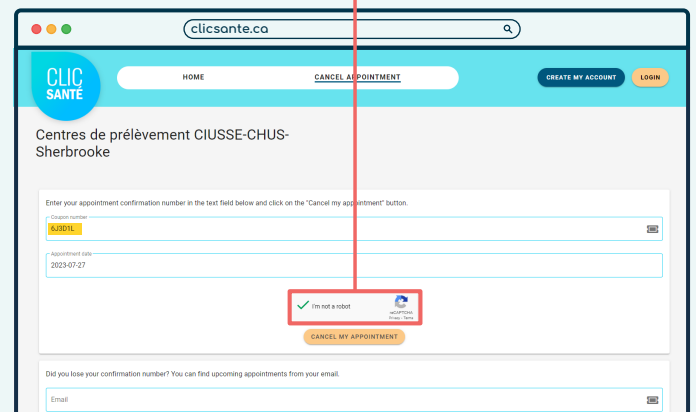 clicsante.ca
CLIC
SANTÉ
HOME
CANCEL APPOINTMENT
CREATE MY ACCOUNT
LOGIN
Centres de prélèvement CIUSSE-CHUS-
Sherbrooke
Enter your appointment confirmation number in the text field below and click on the "Cancel my appointment" button.
Coupon number
6J3D1L
Appointment date
2023-07-27
I'm not a robot
reCAPTCHA
Privacy - Terms
CANCEL MY APPOINTMENT
Did you lose your confirmation number? You can find upcoming appointments from your email.
Email